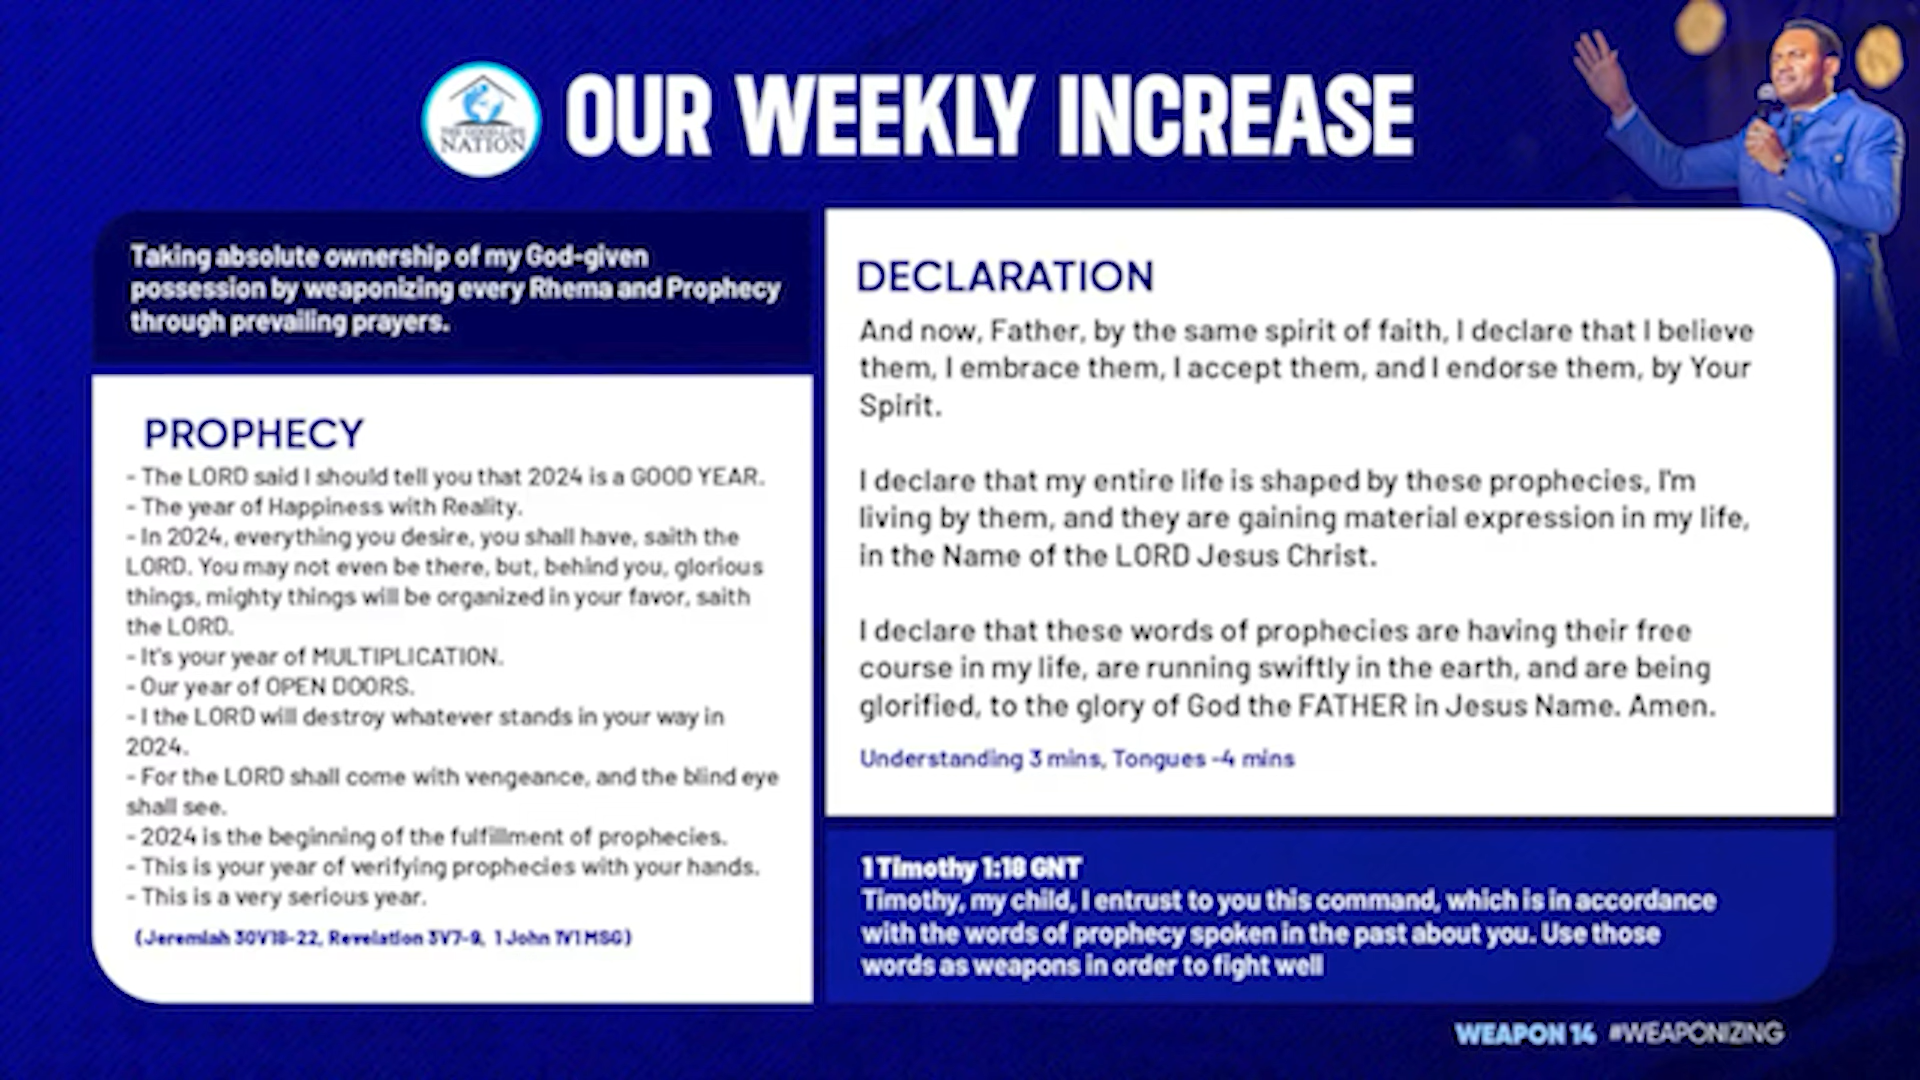 THE GOOD LIFE
NATION
OUR WEEKLY INCREASE
Taking absolute ownership of my God-given
possession by weaponizing every Rhema and Prophecy
through prevailing prayers.
PROPHECY
- The LORD said I should tell you that 2024 is a GOOD YEAR.
- The year of Happiness with Reality.
- In 2024, everything you desire, you shall have, saith the
LORD. You may not even be there, but, behind you, glorious
things, mighty things will be organized in your favor, saith
the LORD.
- It's your year of MULTIPLICATION.
- Our year of OPEN DOORS.
- I the LORD will destroy whatever stands in your way in
2024.
- For the LORD shall come with vengeance, and the blind eye
shall see.
- 2024 is the beginning of the fulfillment of prophecies.
- This is your year of verifying prophecies with your hands.
- This is a very serious year.
(Jeremiah 30V18-22, Revelation 3V7-9, 1 John 1V1 MSG)
DECLARATION
And now, Father, by the same spirit of faith, I declare that I believe
them, I embrace them, I accept them, and I endorse them, by Your
Spirit.
I declare that my entire life is shaped by these prophecies, I'm
living by them, and they are gaining material expression in my life,
in the Name of the LORD Jesus Christ.
I declare that these words of prophecies are having their free
course in my life, are running swiftly in the earth, and are being
glorified, to the glory of God the FATHER in Jesus Name. Amen.
Understanding 3 mins, Tongues -4 mins
1 Timothy 1:18 GNT
Timothy, my child, I entrust to you this command, which is in accordance
with the words of prophecy spoken in the past about you. Use those
words as weapons in order to fight well
WEAPON 14 #WEAPONIZING